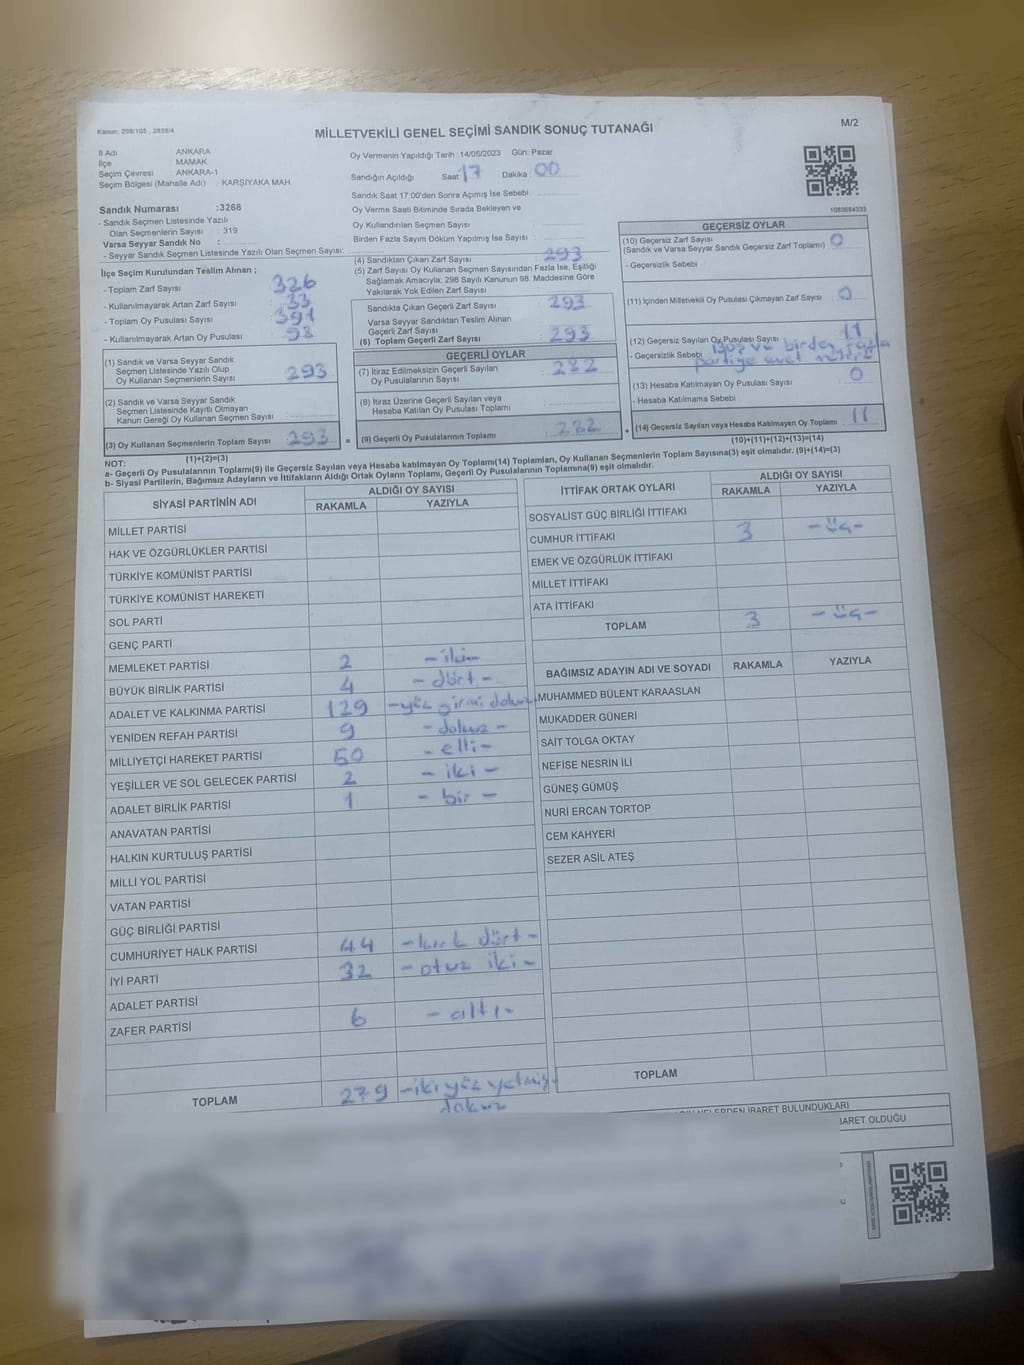 Kanun: 298/105 , 2839/4
MİLLETVEKİLİ GENEL SEÇİMİ SANDIK SONUÇ TUTANAĞI
M/2
İl Adı ANKARA
İlçe MAMAK
Seçim Çevresi ANKARA-1
Seçim Bölgesi (Mahalle Adı) : KARŞIYAKA MAH.
Oy Vermenin Yapıldığı Tarih :14/05/2023 Gün: Pazar
Sandığın Açıldığı Saat 17 Dakika 00
Sandık Saat 17:00'den Sonra Açımış İse Sebebi
Oy Verme Saati Bitiminde Sırada Bekleyen ve
Oy Kullandırılan Seçmen Sayısı
Birden Fazla Sayım Döküm Yapılmış İse Sayısı
Sandık Numarası :3268
- Sandık Seçmen Listesinde Yazılı
Olan Seçmenlerin Sayısı : 319
Varsa Seyyar Sandık No :
- Seyyar Sandık Seçmen Listesinde Yazılı Olan Seçmen Sayısı:
İlçe Seçim Kurulundan Teslim Alınan ;
- Toplam Zarf Sayısı 326
- Kullanılmayarak Artan Zarf Sayısı 33
- Toplam Oy Pusulası Sayısı 391
- Kullanılmayarak Artan Oy Pusulası 98
(1) Sandık ve Varsa Seyyar Sandık
Seçmen Listesinde Yazılı Olup
Oy Kullanan Seçmenlerin Sayısı 293
(2) Sandık ve Varsa Seyyar Sandık
Seçmen Listesinde Kayıtlı Olmayan
Kanun Gereği Oy Kullanan Seçmen Sayısı
(3) Oy Kullanan Seçmenlerin Toplam Sayısı 293 =
(1)+(2)=(3)
(4) Sandıktan Çıkan Zarf Sayısı 293
(5) Zarf Sayısı Oy Kullanan Seçmen Sayısından Fazla İse, Eşitliği
Sağlamak Amacıyla; 298 Sayılı Kanunun 98. Maddesine Göre
Yakılarak Yok Edilen Zarf Sayısı
Sandıkta Çıkan Geçerli Zarf Sayısı : 293
Varsa Seyyar Sandıktan Teslim Alınan
Geçerli Zarf Sayısı
(6) Toplam Geçerli Zarf Sayısı : 293
GEÇERLİ OYLAR
(7) İtiraz Edilmeksizin Geçerli Sayılan
Oy Pusulalarının Sayısı 282
(8) İtiraz Üzerine Geçerli Sayılan veya
Hesaba Katılan Oy Pusulası Toplamı
(9) Geçerli Oy Pusulalarının Toplamı 282 +
1083684333
GEÇERSİZ OYLAR
(10) Geçersiz Zarf Sayısı
(Sandık ve Varsa Seyyar Sandık Geçersiz Zarf Toplamı) 0
- Geçersizlik Sebebi
(11) İçinden Milletvekili Oy Pusulası Çıkmayan Zarf Sayısı 0
(12) Geçersiz Sayılan Oy Pusulası Sayısı 11
- Geçersizlik Sebebi Boş ve birden fazla
partiye evet
(13) Hesaba Katılmayan Oy Pusulası Sayısı 0
- Hesaba Katılmama Sebebi
(14) Geçersiz Sayılan veya Hesaba Katılmayan Oy Toplamı 11
(10)+(11)+(12)+(13)=(14)
NOT:
a- Geçerli Oy Pusulalarının Toplamı(9) ile Geçersiz Sayılan veya Hesaba katılmayan Oy Toplamı(14) Toplamları, Oy Kullanan Seçmenlerin Toplam Sayısına(3) eşit olmalıdır. (9)+(14)=(3)
b- Siyasi Partilerin, Bağımsız Adayların ve İttifakların Aldığı Ortak Oyların Toplamı, Geçerli Oy Pusulalarının Toplamına(9) eşit olmalıdır.
SİYASİ PARTİNİN ADI ALDIĞI OY SAYISI
RAKAMLA YAZIYLA
MİLLET PARTİSİ
HAK VE ÖZGÜRLÜKLER PARTİSİ
TÜRKİYE KOMÜNİST PARTİSİ
TÜRKİYE KOMÜNİST HAREKETİ
SOL PARTİ
GENÇ PARTİ
MEMLEKET PARTİSİ 2 -iki-
BÜYÜK BİRLİK PARTİSİ 4 -dört-
ADALET VE KALKINMA PARTİSİ 129 -yüz yirmi dokuz
YENİDEN REFAH PARTİSİ 9 -dokuz-
MİLLİYETÇİ HAREKET PARTİSİ 50 -elli-
YEŞİLLER VE SOL GELECEK PARTİSİ 2 -iki-
ADALET BİRLİK PARTİSİ 1 -bir-
ANAVATAN PARTİSİ
HALKIN KURTULUŞ PARTİSİ
MİLLİ YOL PARTİSİ
VATAN PARTİSİ
GÜÇ BİRLİĞİ PARTİSİ
CUMHURİYET HALK PARTİSİ 44 -kırk dört-
İYİ PARTİ 32 -otuz iki-
ADALET PARTİSİ
ZAFER PARTİSİ 6 -altı-
TOPLAM 279 -iki yüz yetmiş
dokuz
İTTİFAK ORTAK OYLARI ALDIĞI OY SAYISI
RAKAMLA YAZIYLA
SOSYALİST GÜÇ BİRLİĞİ İTTİFAKI
CUMHUR İTTİFAKI 3 -üç-
EMEK VE ÖZGÜRLÜK İTTİFAKI
MİLLET İTTİFAKI
ATA İTTİFAKI
TOPLAM 3 -üç-
BAĞIMSIZ ADAYIN ADI VE SOYADI RAKAMLA YAZIYLA
MUHAMMED BÜLENT KARAASLAN
MUKADDER GÜNERİ
SAİT TOLGA OKTAY
NEFİSE NESRİN İLİ
GÜNEŞ GÜMÜŞ
NURİ ERCAN TORTOP
CEM KAHYERİ
SEZER ASİL ATEŞ
TOPLAM
İBARET BULUNDUKLARI
İBARET OLDUĞU